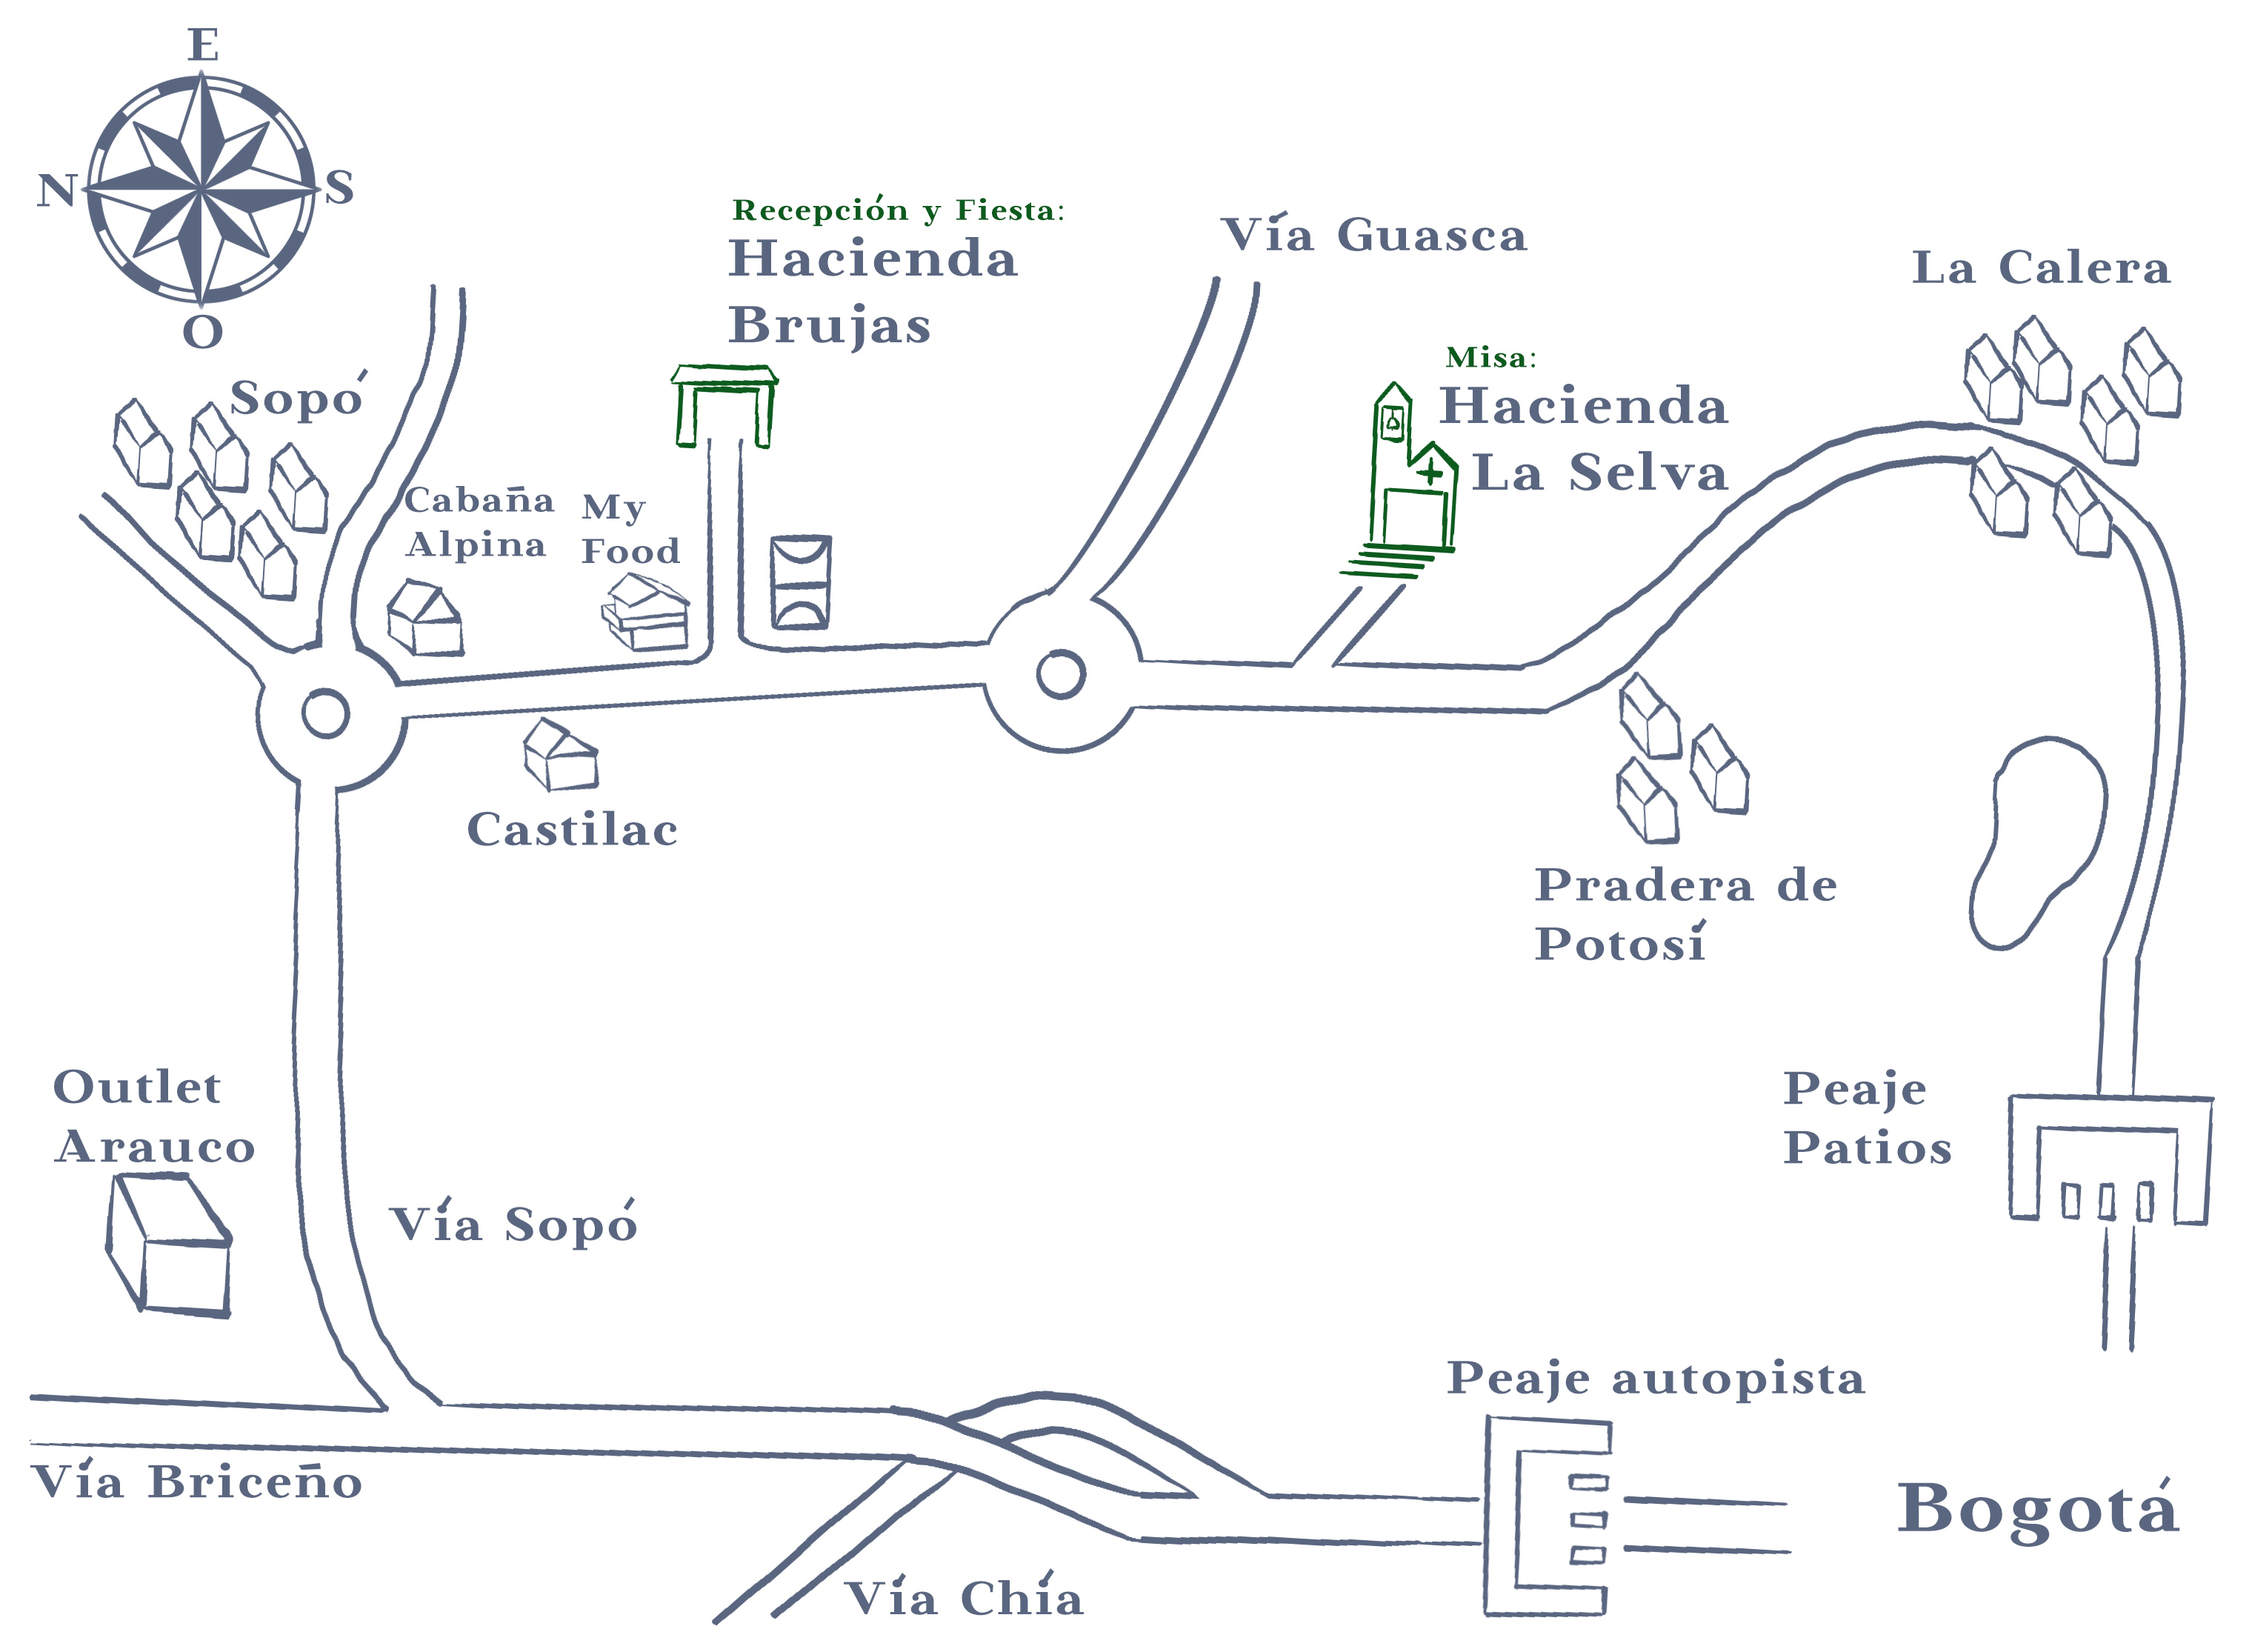 E
N
S
O
Recepción y Fiesta:
Hacienda
Brujas
Vía Guasca
La Calera
Misa:
Hacienda
La Selva
Sopó
Cabaña
Alpina
My
Food
Castilac
Pradera de
Potosí
Outlet
Arauco
Vía Sopó
Peaje
Patios
Peaje autopista
Vía Briceño
Vía Chía
Bogotá